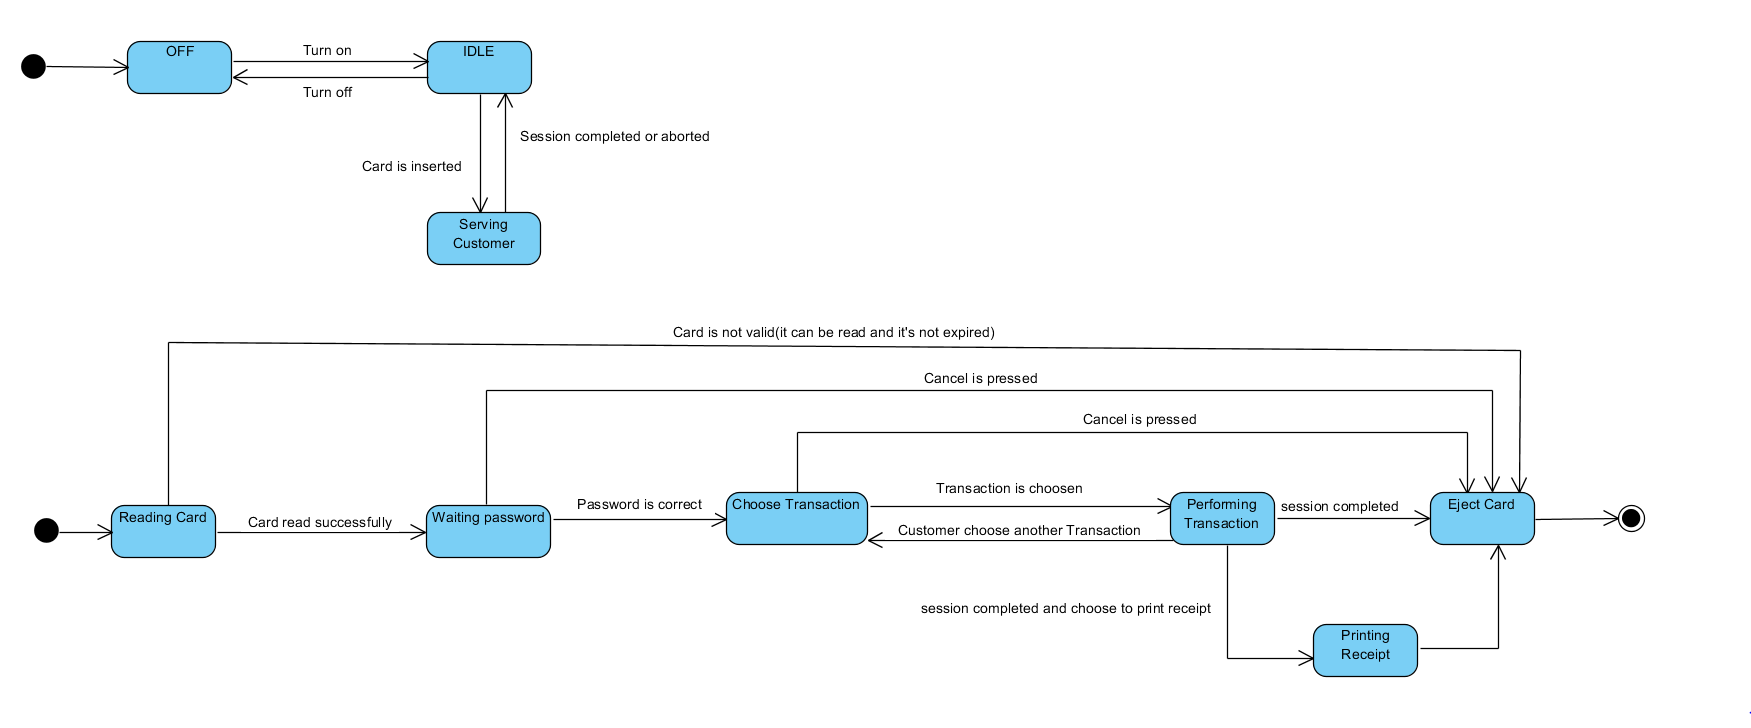 OFF
Turn on
IDLE
Turn off
Session completed or aborted
Card is inserted
Serving
Customer
Card is not valid(it can be read and it's not expired)
Cancel is pressed
Cancel is pressed
Reading Card
Card read successfully
Waiting password
Password is correct
Choose Transaction
Transaction is choosen
Customer choose another Transaction
Performing
Transaction
session completed
Eject Card
session completed and choose to print receipt
Printing
Receipt